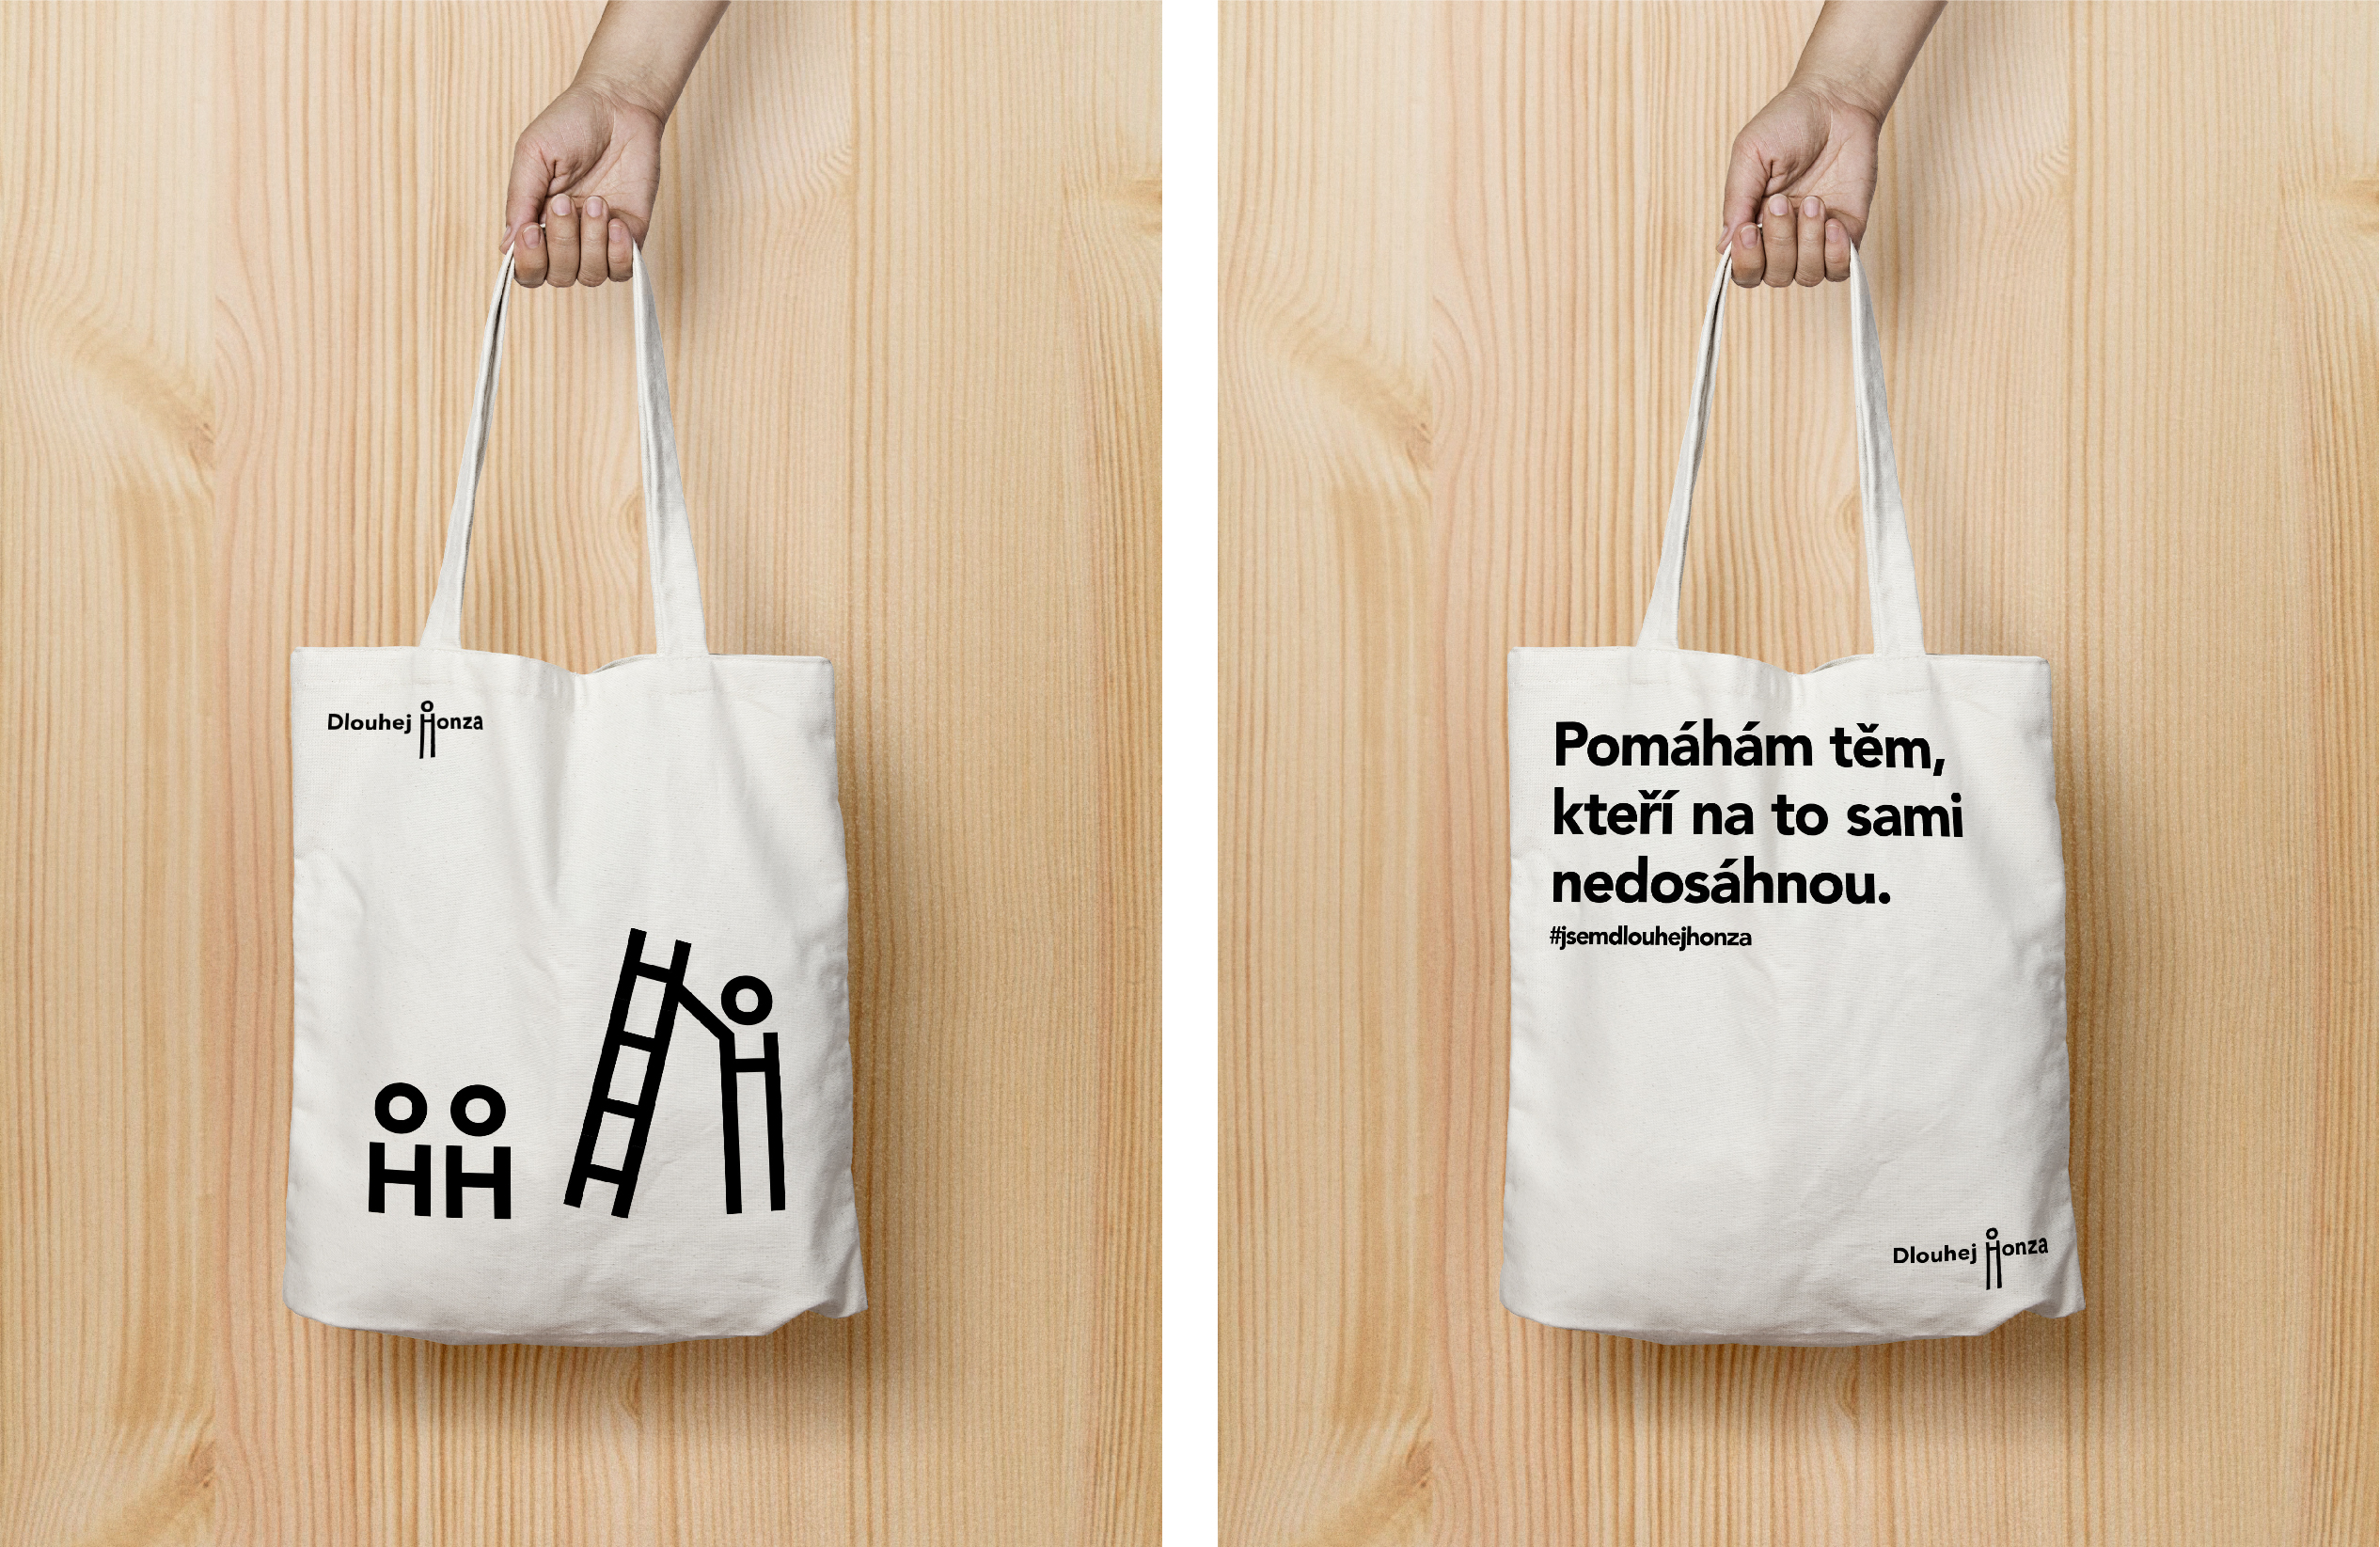 Dlouhej Honza
Pomáhám těm,
kteří na to sami
nedosáhnou.
#jsemdlouhejhonza
Dlouhej Honza